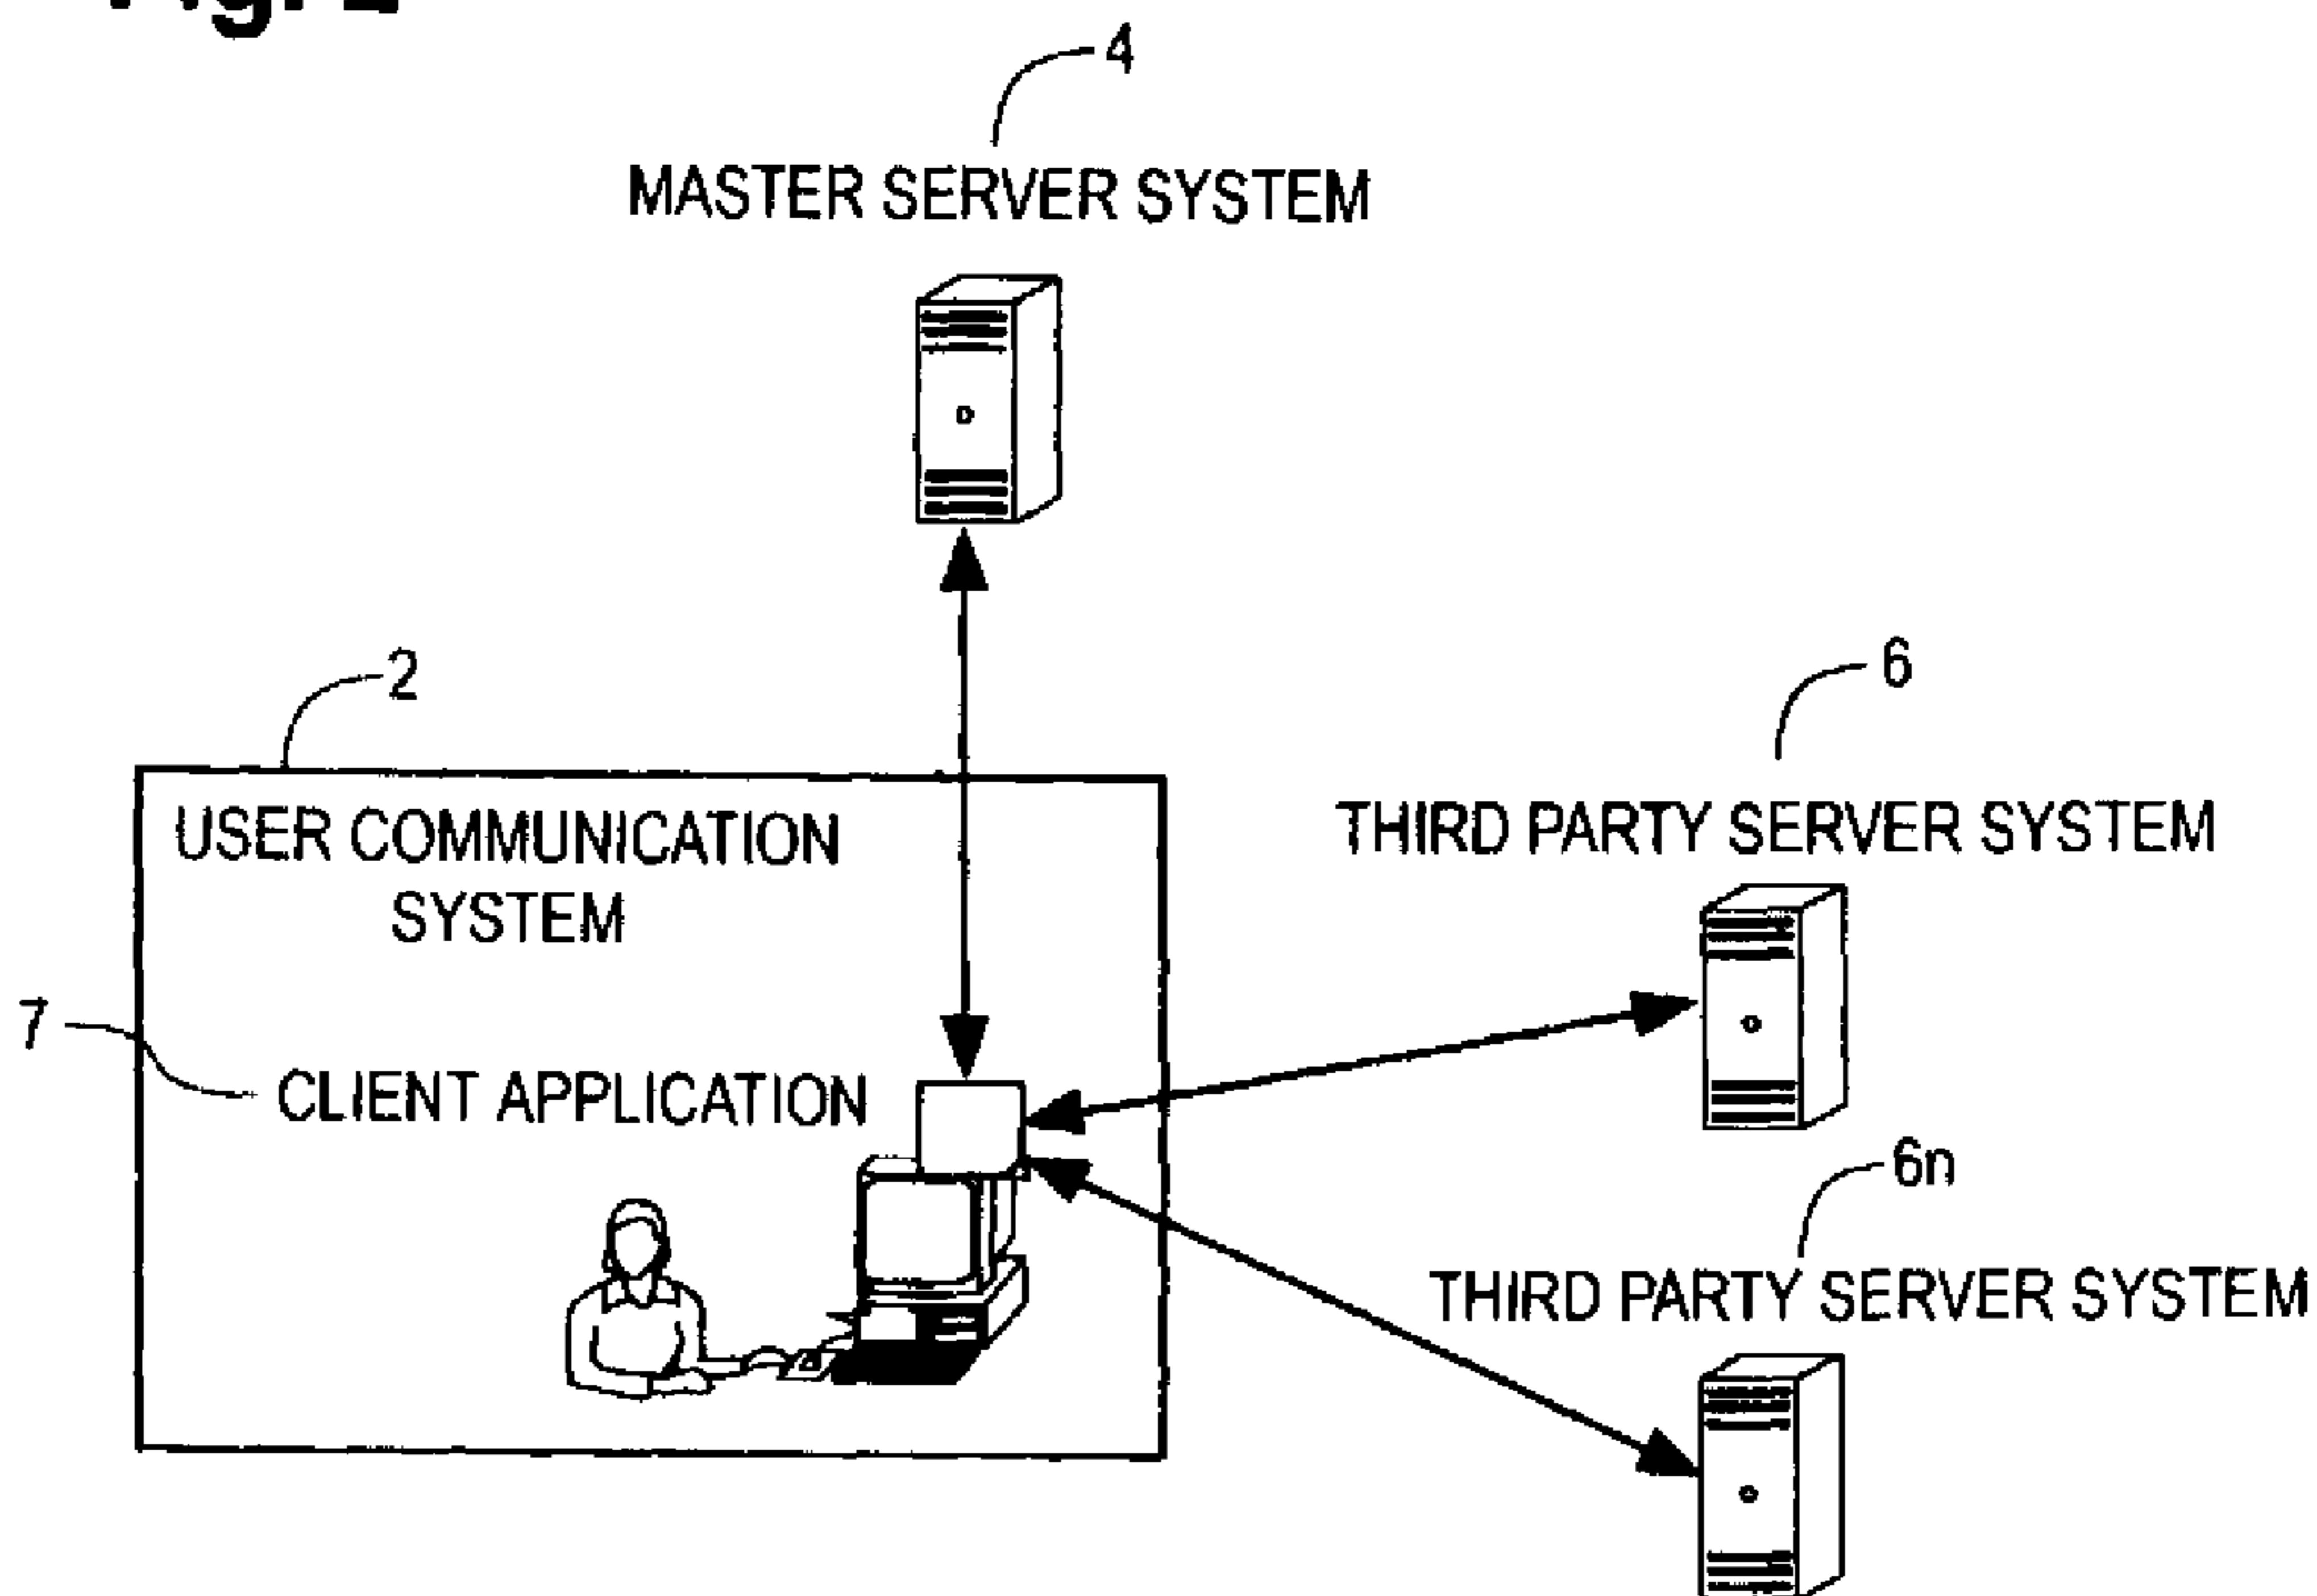 4
MASTER SERVER SYSTEM
2
6
USER COMMUNICATION
SYSTEM
THIRD PARTY SERVER SYSTEM
7
CLIENT APPLICATION
6n
THIRD PARTY SERVER SYSTEM